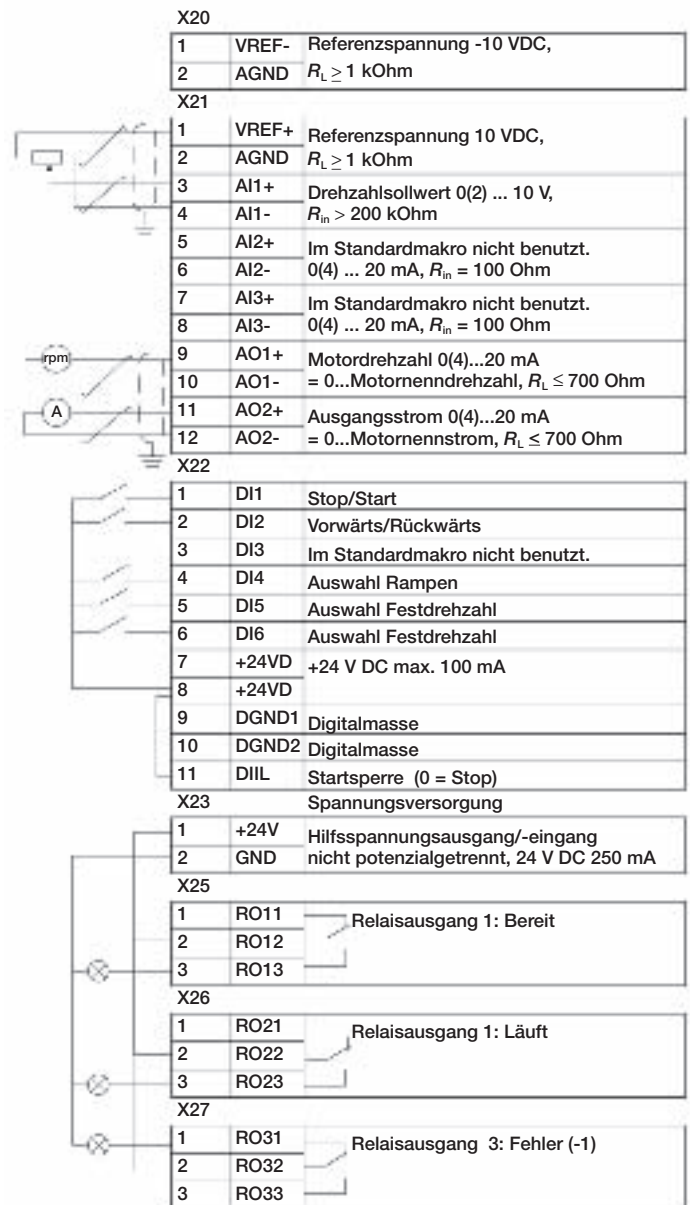 X20
1 VREF- Referenzspannung -10 VDC,
2 AGND R_L ≥ 1 kOhm
X21
1 VREF+ Referenzspannung 10 VDC,
2 AGND R_L ≥ 1 kOhm
3 AI1+ Drehzahlsollwert 0(2) ... 10 V,
4 AI1- R_in > 200 kOhm
5 AI2+ Im Standardmakro nicht benutzt.
6 AI2- 0(4) ... 20 mA, R_in = 100 Ohm
7 AI3+ Im Standardmakro nicht benutzt.
8 AI3- 0(4) ... 20 mA, R_in = 100 Ohm
rpm 9 AO1+ Motordrehzahl 0(4)...20 mA
10 AO1- = 0...Motornenndrehzahl, R_L ≤ 700 Ohm
A 11 AO2+ Ausgangsstrom 0(4)...20 mA
12 AO2- = 0...Motornennstrom, R_L ≤ 700 Ohm
X22
1 DI1 Stop/Start
2 DI2 Vorwärts/Rückwärts
3 DI3 Im Standardmakro nicht benutzt.
4 DI4 Auswahl Rampen
5 DI5 Auswahl Festdrehzahl
6 DI6 Auswahl Festdrehzahl
7 +24VD +24 V DC max. 100 mA
8 +24VD
9 DGND1 Digitalmasse
10 DGND2 Digitalmasse
11 DIIL Startsperre (0 = Stop)
X23 Spannungsversorgung
1 +24V Hilfsspannungsausgang/-eingang
2 GND nicht potenzialgetrennt, 24 V DC 250 mA
X25
1 RO11 Relaisausgang 1: Bereit
2 RO12
3 RO13
X26
1 RO21 Relaisausgang 1: Läuft
2 RO22
3 RO23
X27
1 RO31 Relaisausgang 3: Fehler (-1)
2 RO32
3 RO33